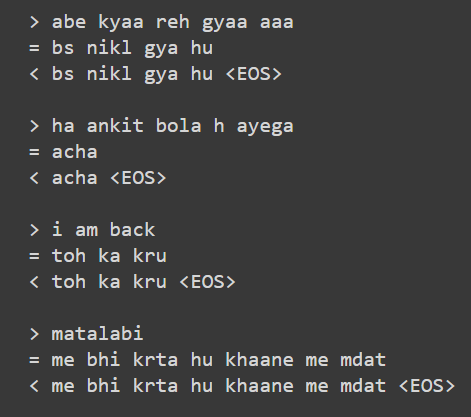 > abe kyaa reh gyaa aaa
= bs nikl gya hu
< bs nikl gya hu <EOS>
> ha ankit bola h ayega
= acha
< acha <EOS>
> i am back
= toh ka kru
< toh ka kru <EOS>
> matalabi
= me bhi krta hu khaane me mdat
< me bhi krta hu khaane me mdat <EOS>